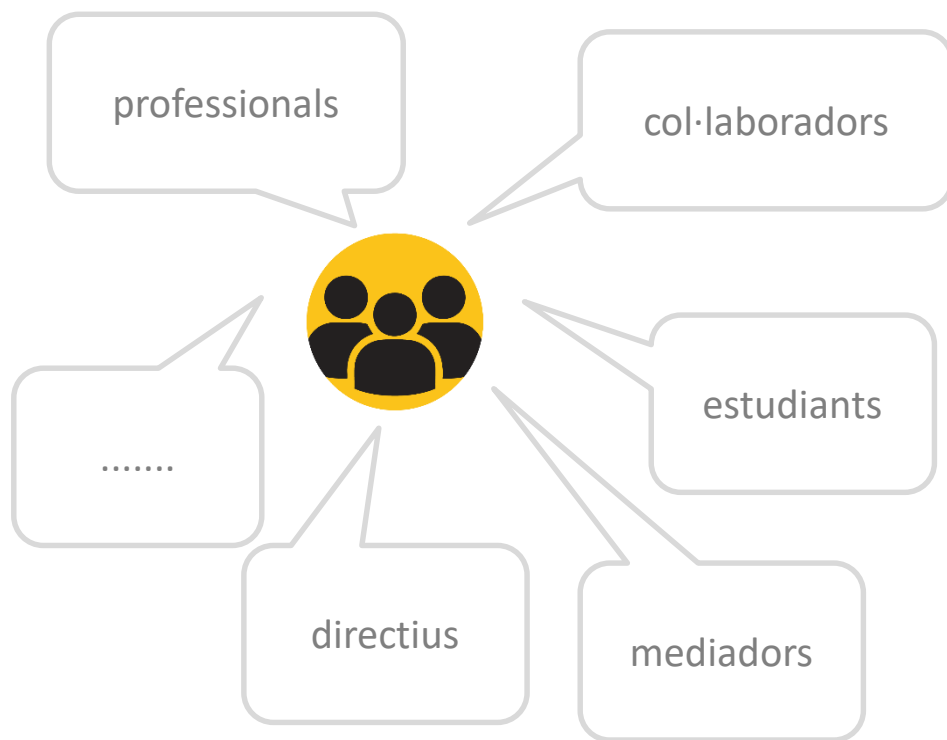 professionals
col·laboradors
estudiants
.......
directius
mediadors